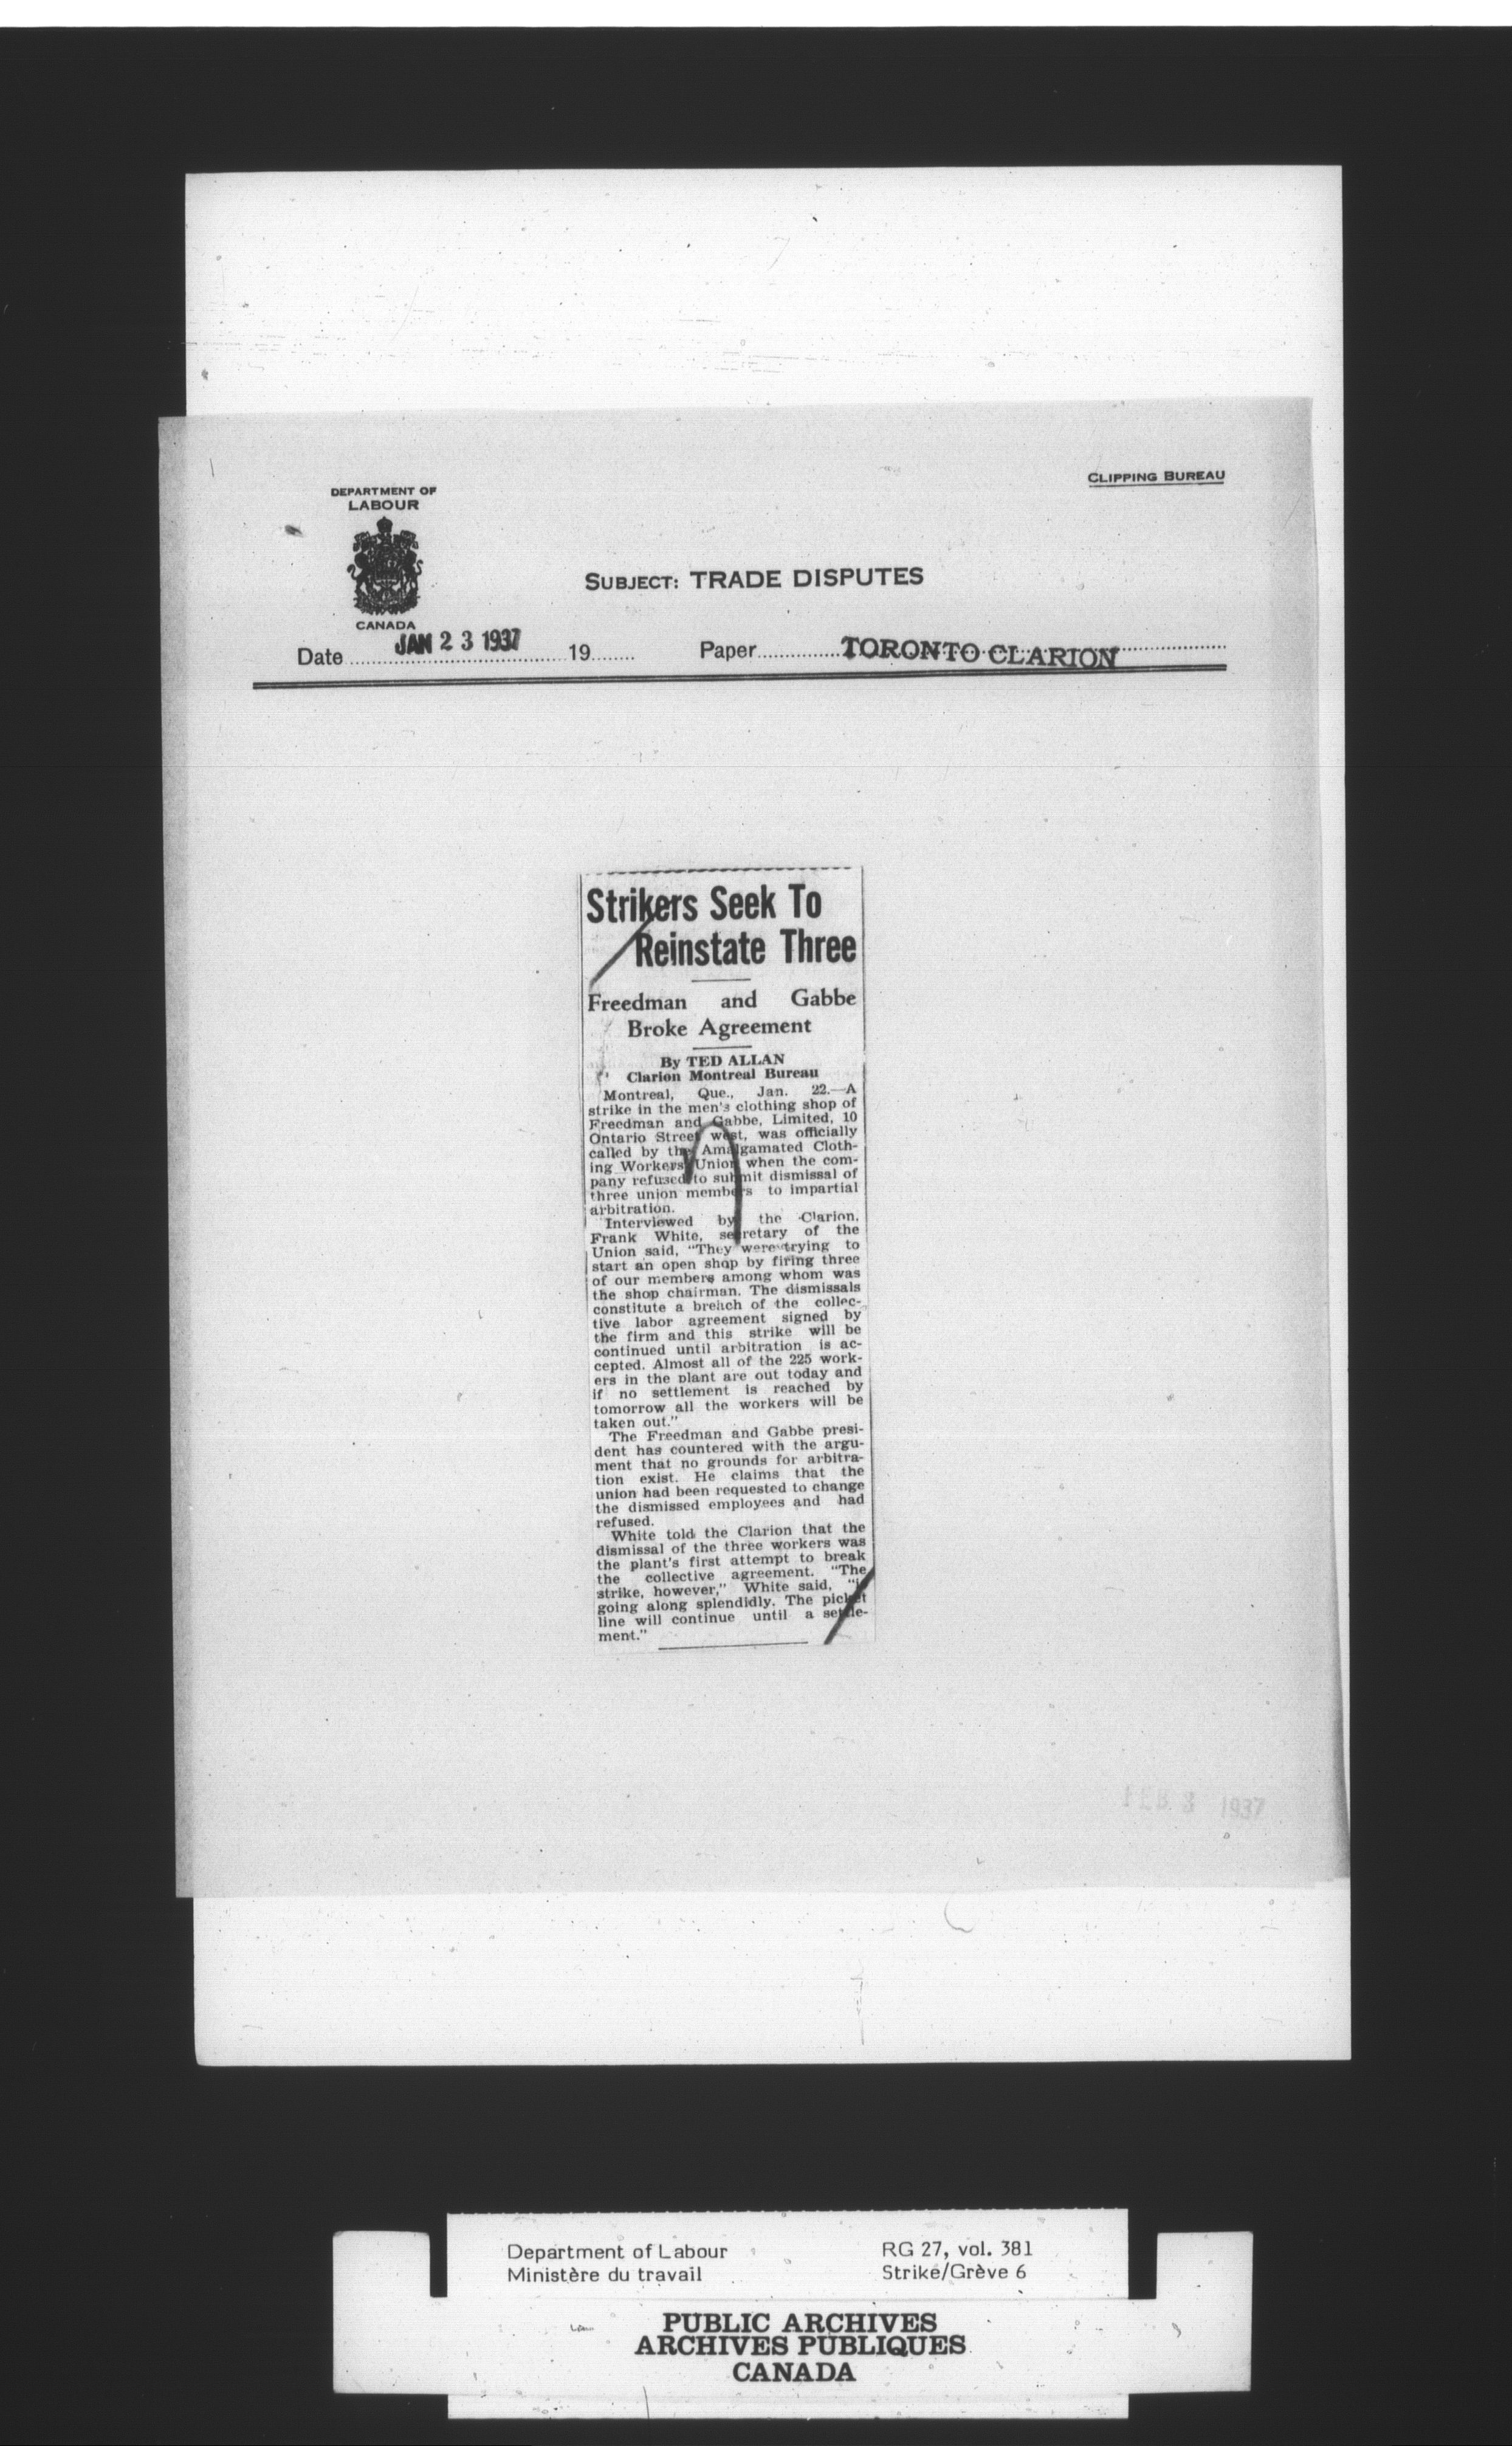 CLIPPING BUREAU
DEPARTMENT OF
LABOUR
CANADA
SUBJECT: TRADE DISPUTES
Date JAN 23 1937 19 Paper TORONTO CLARION
Strikers Seek To
Reinstate Three
Freedman and Gabbe
Broke Agreement
By TED ALLAN
Clarion Montreal Bureau
Montreal, Que., Jan. 22.—A
strike in the men's clothing shop of
Freedman and Gabbe, Limited, 10
Ontario Street west, was officially
called by the Amalgamated Cloth-
ing Workers Union when the com-
pany refused to submit dismissal of
three union members to impartial
arbitration.
Interviewed by the Clarion,
Frank White, secretary of the
Union said, "They were trying to
start an open shop by firing three
of our members among whom was
the shop chairman. The dismissals
constitute a breach of the collec-
tive labor agreement signed by
the firm and this strike will be
continued until arbitration is ac-
cepted. Almost all of the 225 work-
ers in the plant are out today and
if no settlement is reached by
tomorrow all the workers will be
taken out."
The Freedman and Gabbe presi-
dent has countered with the argu-
ment that no grounds for arbitra-
tion exist. He claims that the
union had been requested to change
the dismissed employees and had
refused.
White told the Clarion that the
dismissal of the three workers was
the plant's first attempt to break
the collective agreement. "The
strike, however," White said, "is
going along splendidly. The picket
line will continue until a settle-
ment."
FEB 3 1937
Department of Labour RG 27, vol. 381
Ministère du travail Strike/Grève 6
PUBLIC ARCHIVES
ARCHIVES PUBLIQUES
CANADA